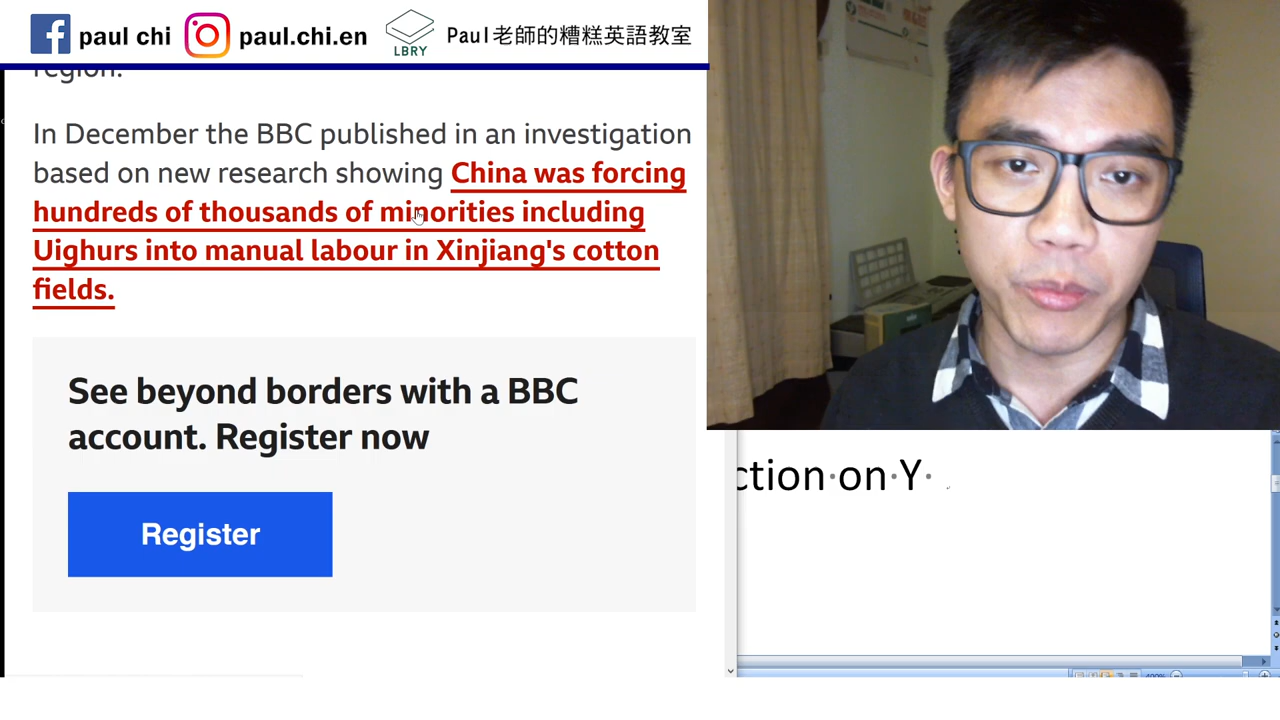 paul chi paul.chi.en LBRY Paul老師的糟糕英語教室
region.
In December the BBC published in an investigation
based on new research showing China was forcing
hundreds of thousands of minorities including
Uighurs into manual labour in Xinjiang's cotton
fields.
See beyond borders with a BBC
account. Register now
Register
ction on Y
400%